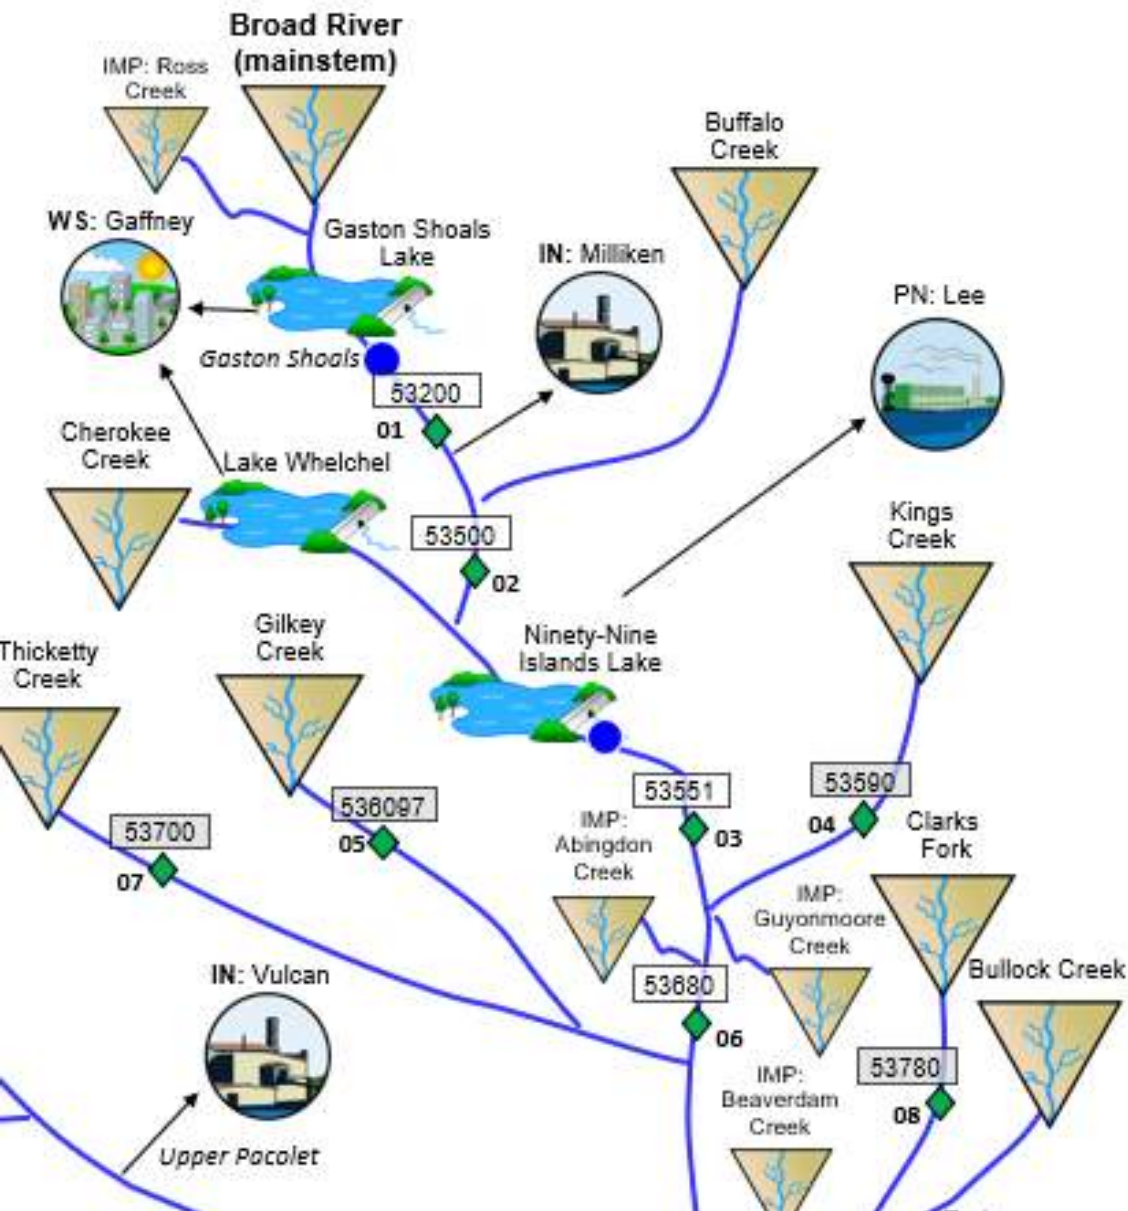 Broad River
(mainstem)
IMP: Ross
Creek
Buffalo
Creek
WS: Gaffney
Gaston Shoals
Lake
IN: Milliken
PN: Lee
Gaston Shoals
53200
01
Cherokee
Creek
Lake Whelchel
53500
02
Kings
Creek
Gilkey
Creek
Ninety-Nine
Islands Lake
Thicketty
Creek
53551
03
53590
04
536097
05
53700
07
IMP:
Abingdon
Creek
Clarks
Fork
IMP:
Guyonmoore
Creek
Bullock Creek
IN: Vulcan
53680
06
53780
08
IMP:
Beaverdam
Creek
Upper Pacolet